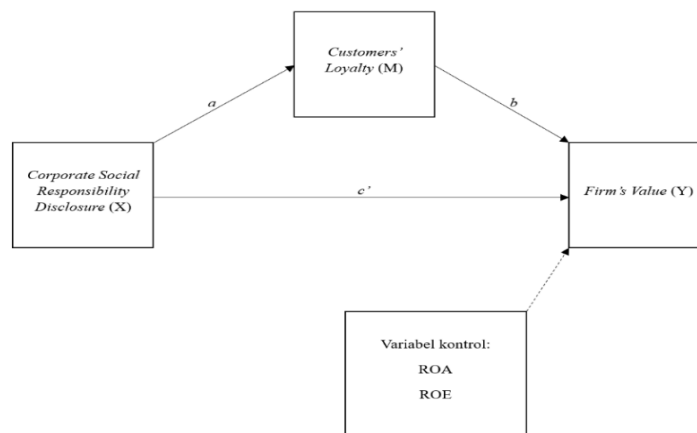 Customers'
Loyalty (M)
a
b
Corporate Social
Responsibility
Disclosure (X)
c'
Firm's Value (Y)
Variabel kontrol:
ROA
ROE